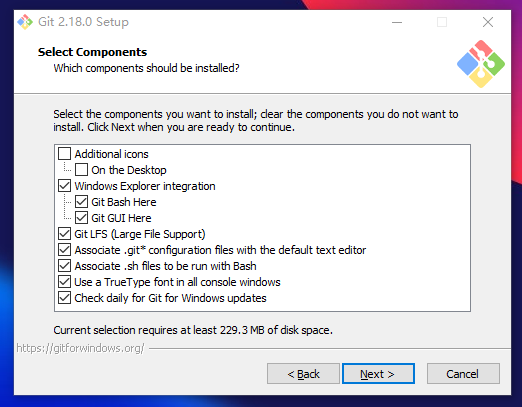 Git 2.18.0 Setup
Select Components
Which components should be installed?
Select the components you want to install; clear the components you do not want to
install. Click Next when you are ready to continue.
Additional icons
On the Desktop
Windows Explorer integration
Git Bash Here
Git GUI Here
Git LFS (Large File Support)
Associate .git* configuration files with the default text editor
Associate .sh files to be run with Bash
Use a TrueType font in all console windows
Check daily for Git for Windows updates
Current selection requires at least 229.3 MB of disk space.
https://gitforwindows.org/
< Back
Next >
Cancel